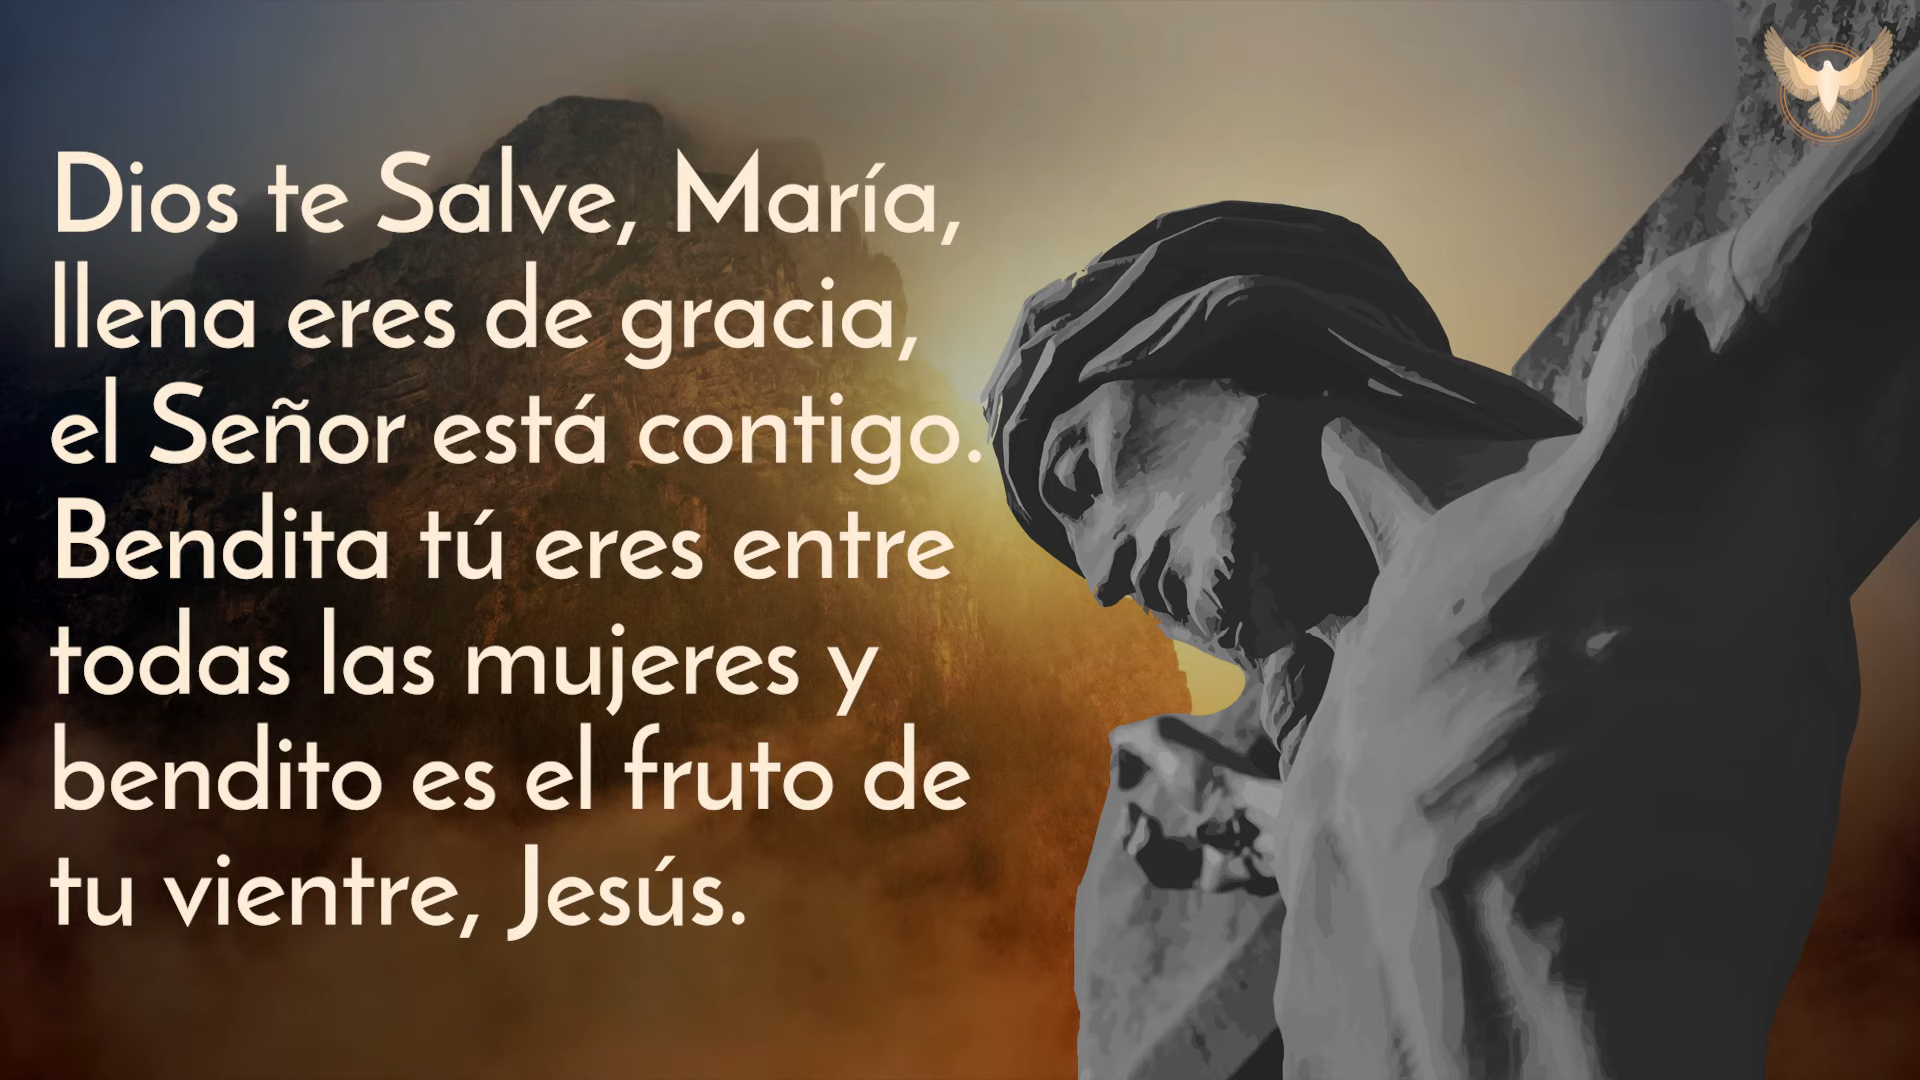 Dios te Salve, María,
llena eres de gracia,
el Señor está contigo.
Bendita tú eres entre
todas las mujeres y
bendito es el fruto de
tu vientre, Jesús.